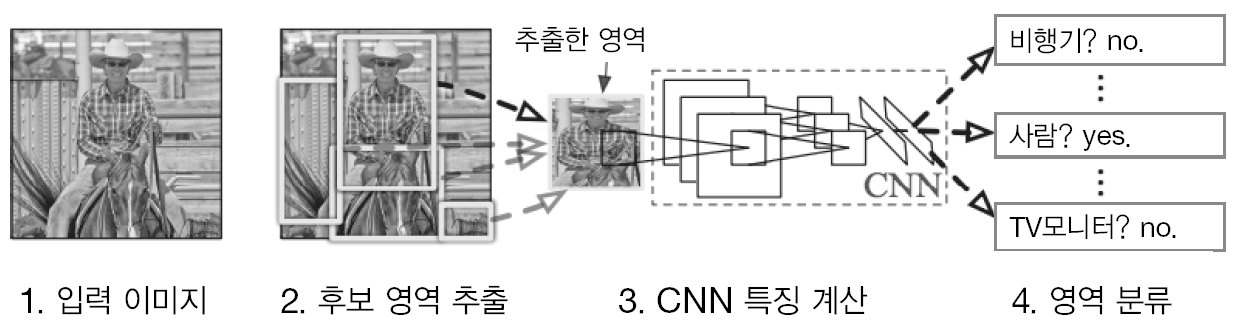 추출한 영역
비행기? no.
사람? yes.
CNN
TV모니터? no.
1. 입력 이미지
2. 후보 영역 추출
3. CNN 특징 계산
4. 영역 분류